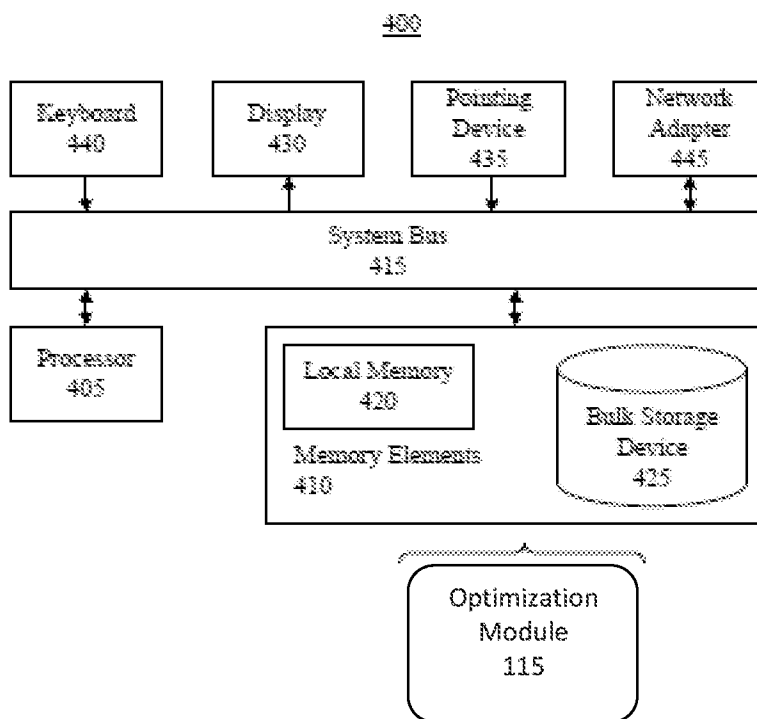 400
Keyboard
440
Display
430
Pointing
Device
435
Network
Adapter
445
System Bus
415
Processor
405
Local Memory
420
Memory Elements
410
Bulk Storage
Device
425
Optimization
Module
115